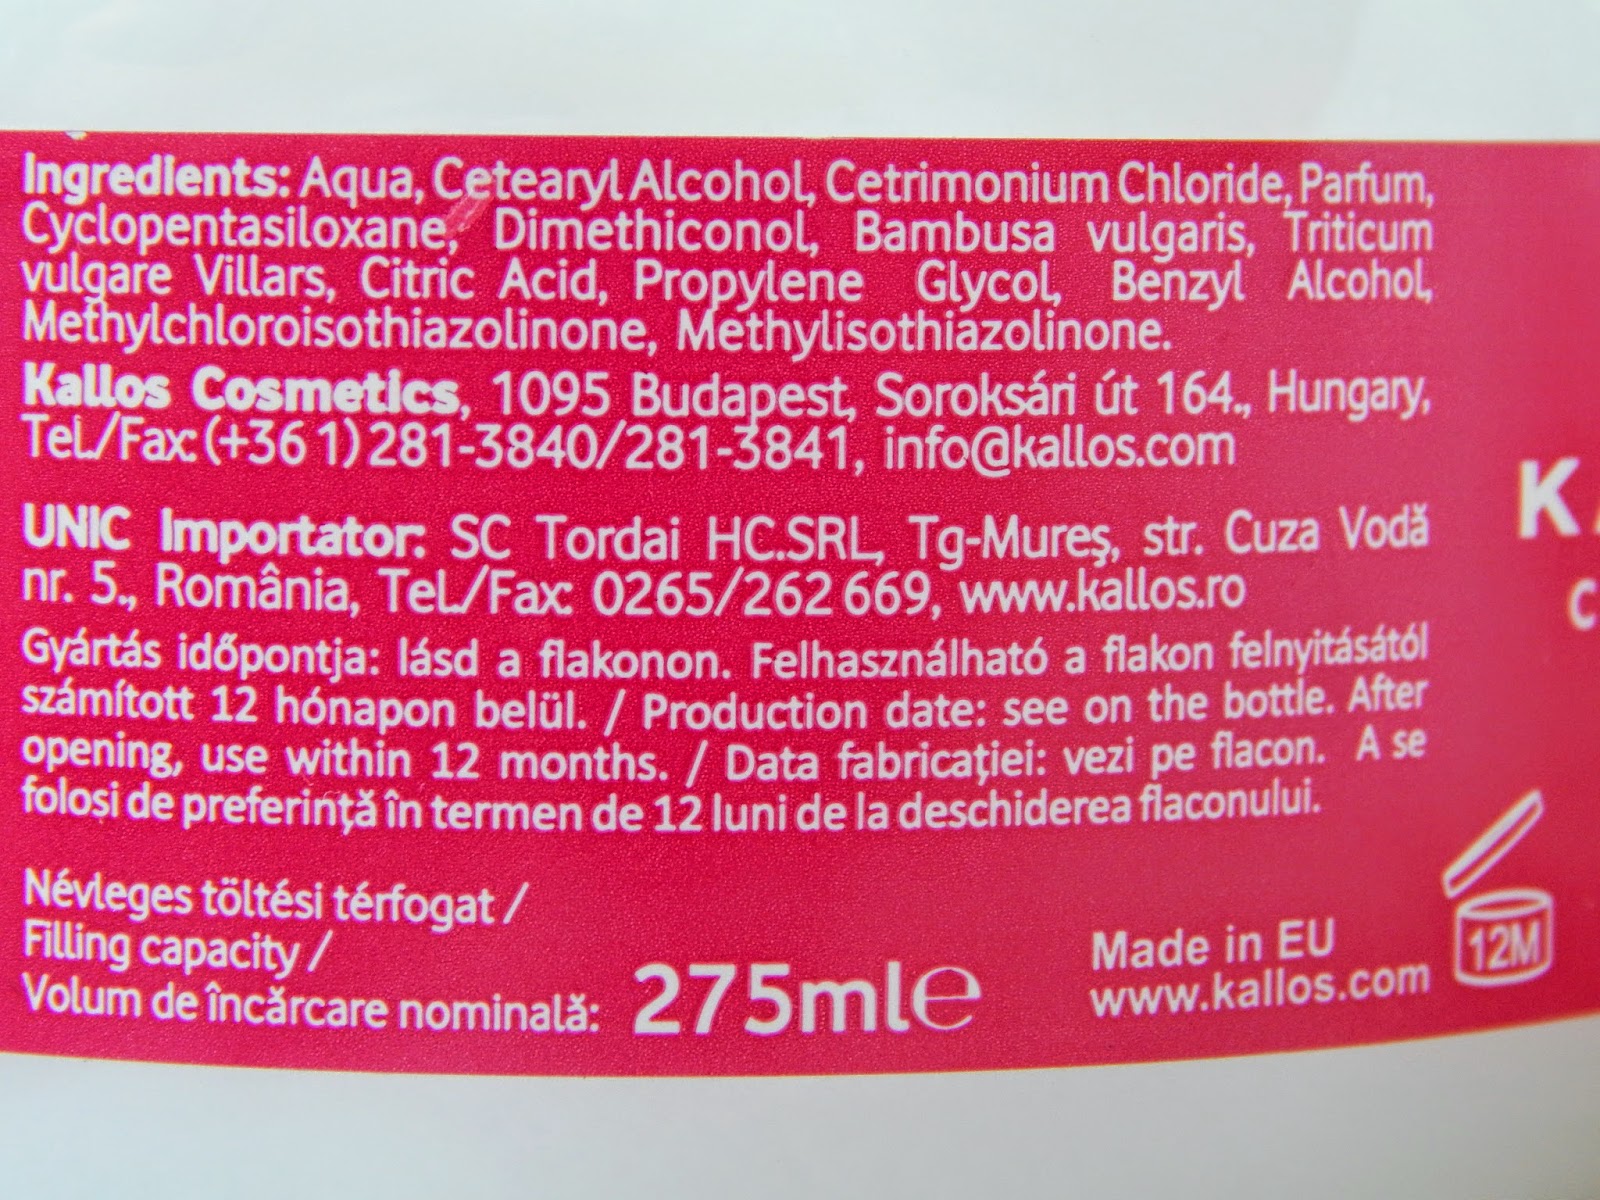 Ingredients: Aqua, Cetearyl Alcohol, Cetrimonium Chloride, Parfum,
Cyclopentasiloxane, Dimethiconol, Bambusa vulgaris, Triticum
vulgare Villars, Citric Acid, Propylene Glycol, Benzyl Alcohol,
Methylchloroisothiazolinone, Methylisothiazolinone.
Kallos Cosmetics, 1095 Budapest, Soroksári út 164., Hungary,
Tel./Fax:(+36 1) 281-3840/281-3841, info@kallos.com
UNIC Importator: SC Tordai HC.SRL, Tg-Mureş, str. Cuza Vodă
nr. 5., România, Tel./Fax: 0265/262 669, www.kallos.ro
Gyártás időpontja: lásd a flakonon. Felhasználható a flakon felnyitásától
számított 12 hónapon belül. / Production date: see on the bottle. After
opening, use within 12 months. / Data fabricației: vezi pe flacon. A se
folosi de preferință în termen de 12 luni de la deschiderea flaconului.
Névleges töltési térfogat /
Filling capacity /
Volum de încărcare nominală: 275ml℮
Made in EU
www.kallos.com
12M